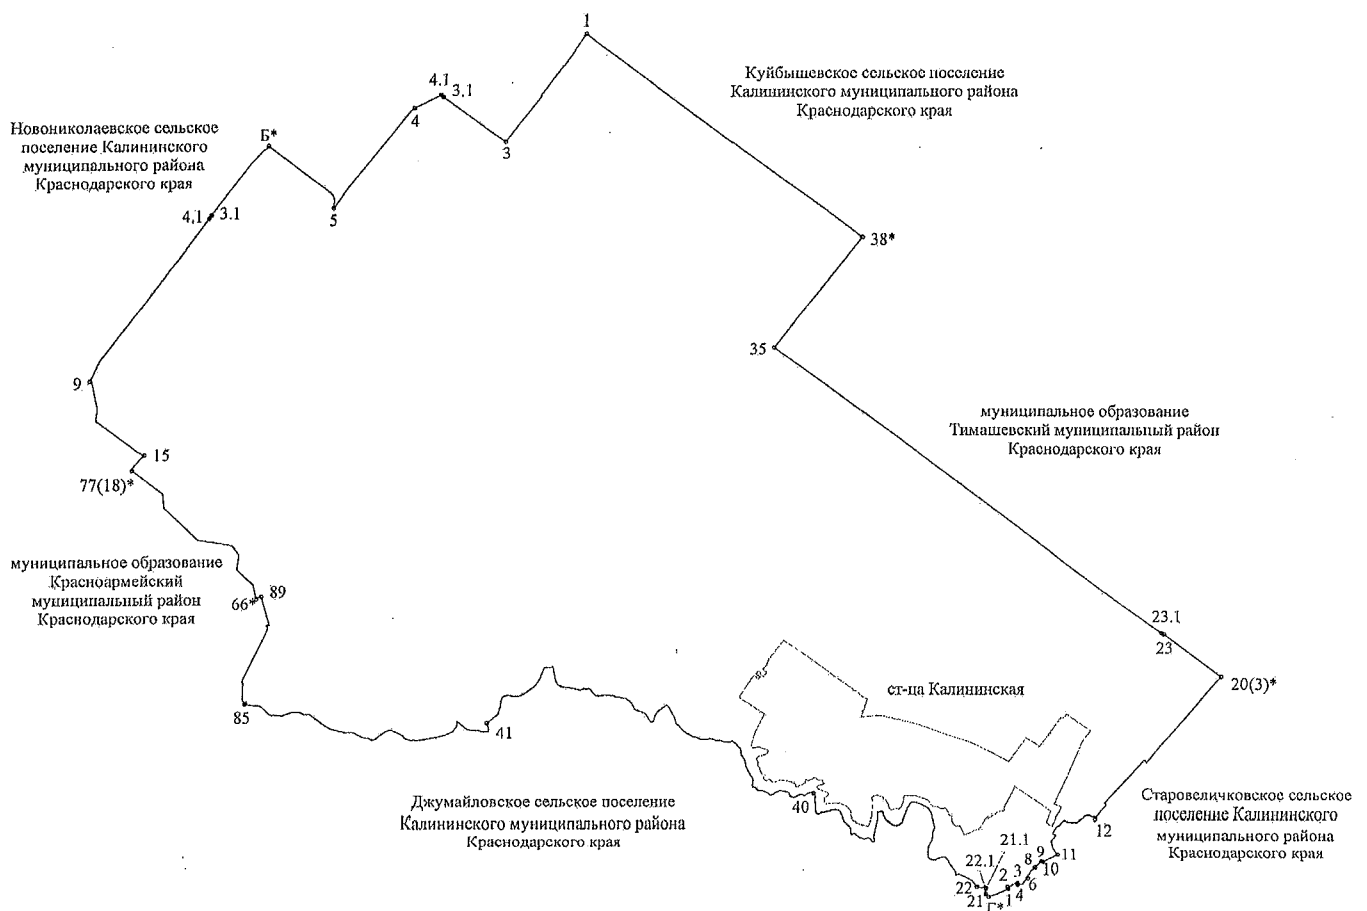 1
Куйбышевское сельское поселение
Калининского муниципального района
Краснодарского края
4.1
3.1
4
3
Новониколаевское сельское
поселение Калининского
муниципального района
Краснодарского края
Б*
5
4.1
3.1
38*
35
9
15
77(18)*
муниципальное образование
Тимашевский муниципальный район
Краснодарского края
муниципальное образование
Красноармейский
муниципальный район
Краснодарского края
66*
89
85
41
23.1
23
20(3)*
ст-ца Калининская
Джумайловское сельское поселение
Калининского муниципального района
Краснодарского края
40
Старовеличковское сельское
поселение Калининского
муниципального района
Краснодарского края
12
21.1
22.1
22
21
Г*
2
1
3
4
6
8
9
10
11